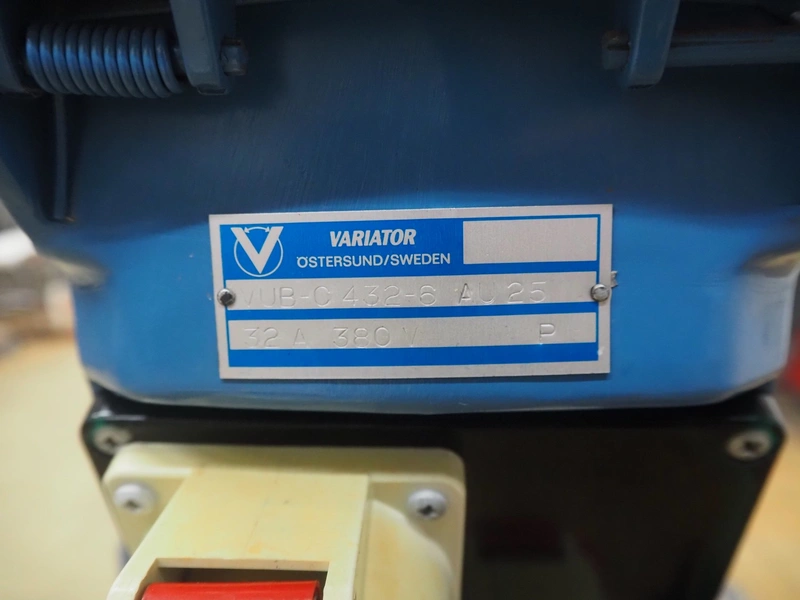 V
VARIATOR
ÖSTERSUND/SWEDEN
VUB-C 432-6 AU 25
32 A 380 V P